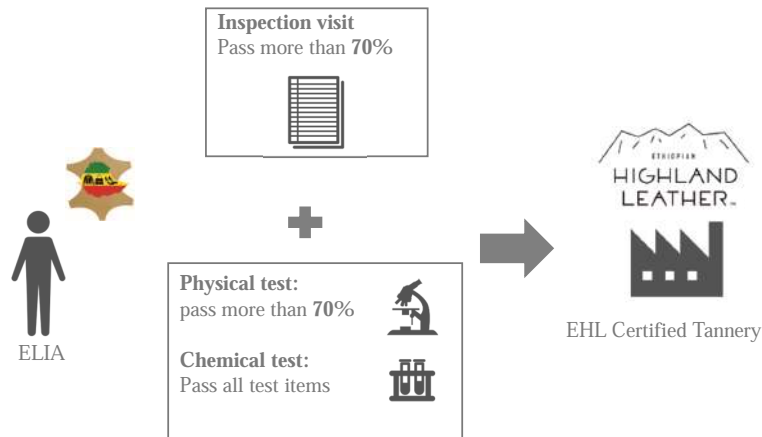 Inspection visit
Pass more than 70%
ETHIOPIAN
HIGHLAND
LEATHER™
Physical test:
pass more than 70%
Chemical test:
Pass all test items
ELIA
EHL Certified Tannery